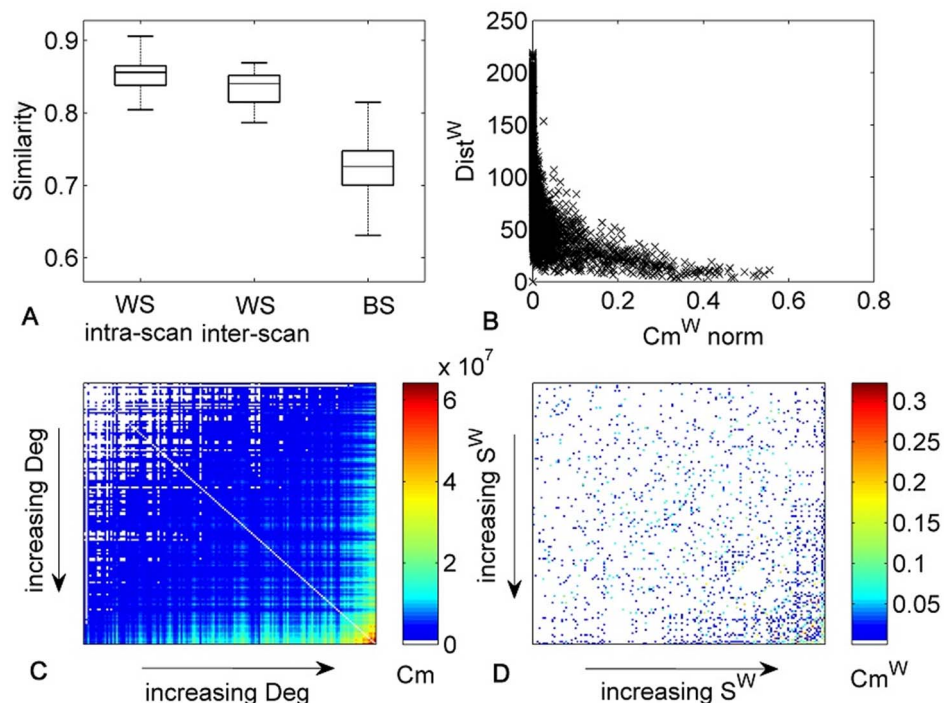 0.9
0.8
0.7
0.6
Similarity
WS
intra-scan
WS
inter-scan
BS
A
250
200
150
100
50
0
Dist^W
0
0.2
0.4
0.6
0.8
Cm^W norm
B
increasing Deg
increasing Deg
C
x 10^7
6
4
2
0
Cm
increasing S^W
increasing S^W
D
0.3
0.25
0.2
0.15
0.1
0.05
Cm^W